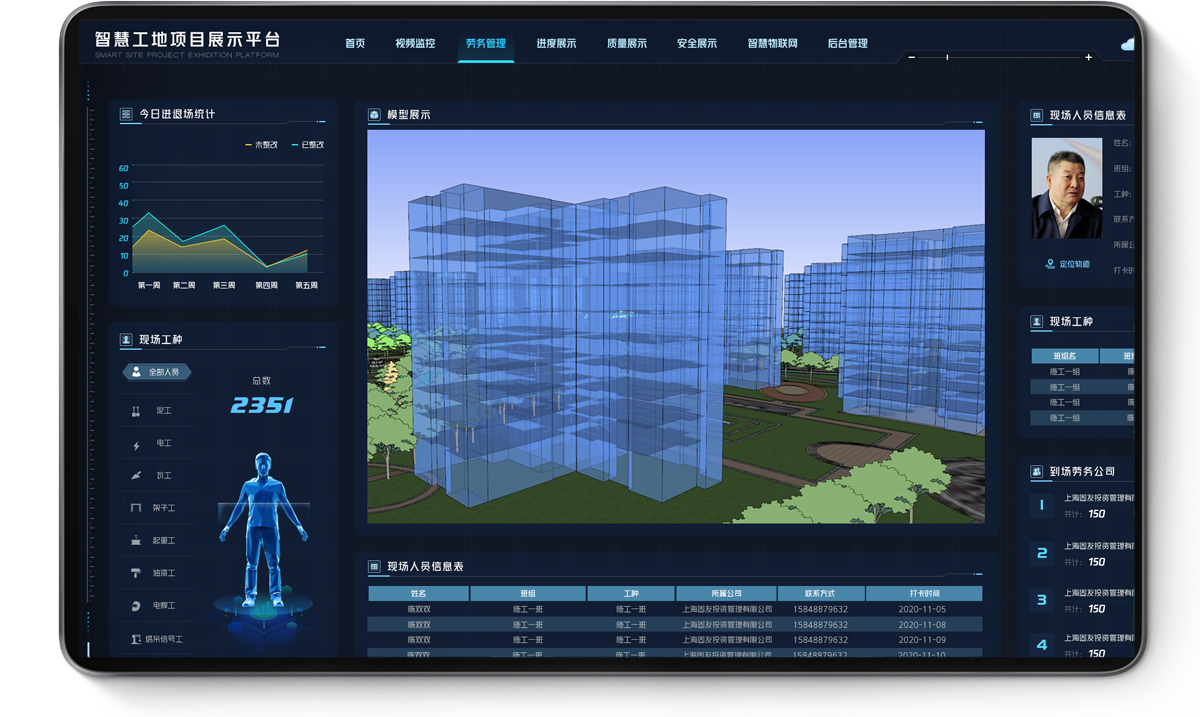 智慧工地项目展示平台
SMART SITE PROJECT EXHIDITION PLATFORM
首页 视频监控 劳务管理 进度展示 质量展示 安全展示 智慧物联网 后台管理
今日进退场统计
未整改 已整改
60
50
40
30
20
10
0
第一周 第二周 第三周 第四周 第五周
现场工种
全部人员
总数
2351
泥工
电工
瓦工
架子工
起重工
油漆工
电焊工
塔吊信号工
模型展示
现场人员信息表
姓名 班组 工种 所属公司 联系方式 打卡时间
陈双双 施工一班 施工一班 上海固友投资管理有限公司 15848879632 2020-11-05
陈双双 施工一班 施工一班 上海固友投资管理有限公司 15848879632 2020-11-08
陈双双 施工一班 施工一班 上海固友投资管理有限公司 15848879632 2020-11-09
陈双双 施工一班 施工一班 上海固友投资管理有限公司 15848879632 2020-11-10
现场人员信息表
姓名:
班组:
工种:
联系方
所属公
打卡时
定位轨迹
现场工种
班组名 班
施工一组 施
施工一组 施
施工一组 施
施工一组 施
到场劳务公司
1 上海固友投资管理有限
共计: 150
2 上海固友投资管理有限
共计: 150
3 上海固友投资管理有限
共计: 150
4 上海固友投资管理有限
共计: 150